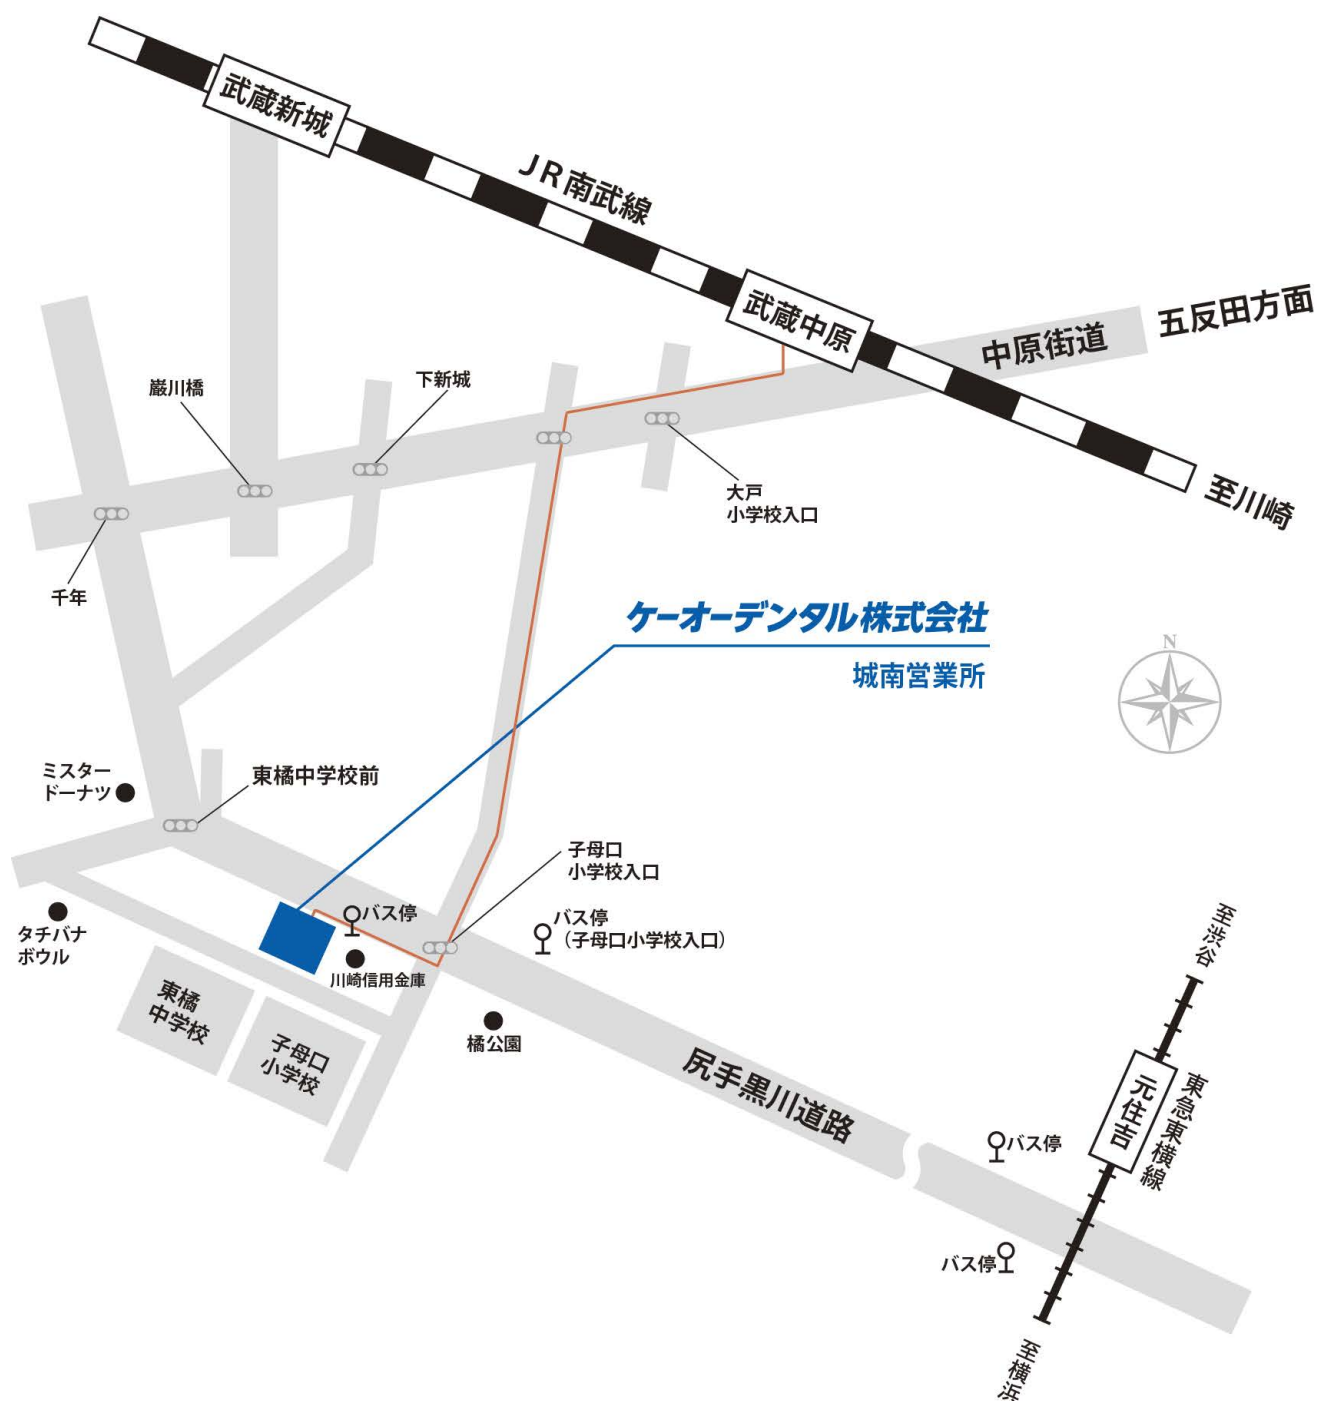 武蔵新城
JR南武線
武蔵中原
中原街道
五反田方面
至川崎
巌川橋
下新城
大戸
小学校入口
千年
ケーオーデンタル株式会社
城南営業所
N
ミスター
ドーナツ
東橘中学校前
子母口
小学校入口
バス停
バス停
(子母口小学校入口)
タチバナ
ボウル
川崎信用金庫
東橘
中学校
子母口
小学校
橘公園
尻手黒川道路
至渋谷
元住吉
東急東横線
バス停
バス停
至横浜